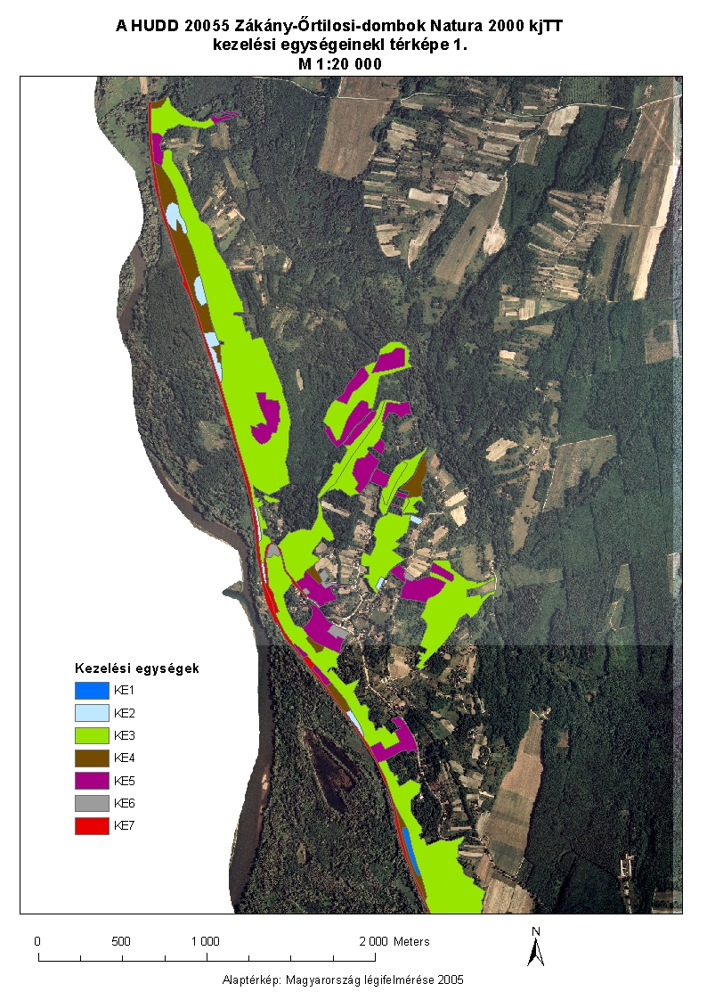 A HUDD 20055 Zákány-Őrtilosi-dombok Natura 2000 kjTT
kezelési egységeinekl térképe 1.
M 1:20 000
Kezelési egységek
KE1
KE2
KE3
KE4
KE5
KE6
KE7
0 500 1 000 2 000 Meters
N
Alaptérkép: Magyarország légifelmérése 2005